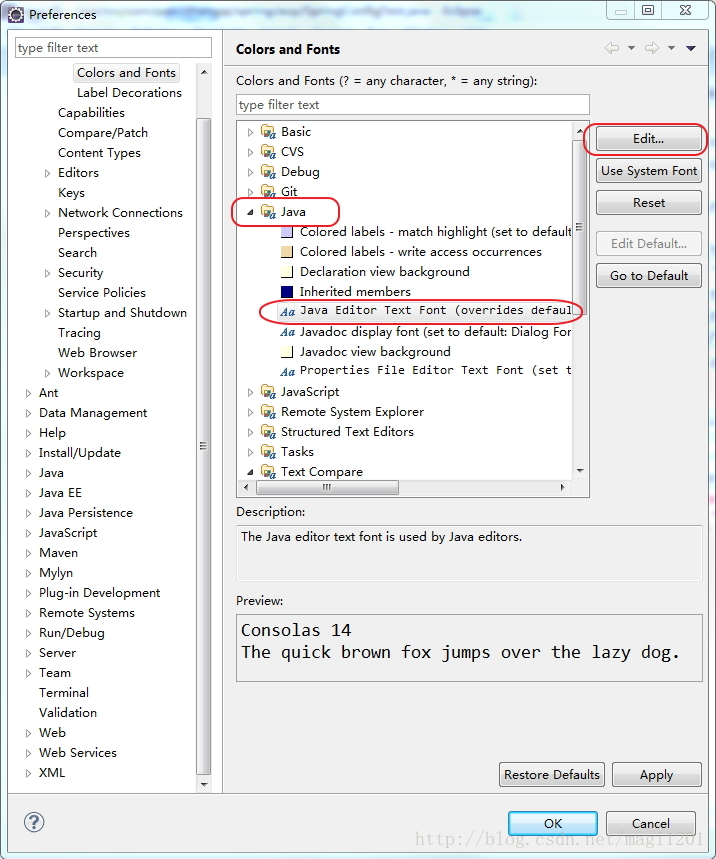 Preferences
type filter text
Colors and Fonts
Label Decorations
Capabilities
Compare/Patch
Content Types
Editors
Keys
Network Connections
Perspectives
Search
Security
Service Policies
Startup and Shutdown
Tracing
Web Browser
Workspace
Ant
Data Management
Help
Install/Update
Java
Java EE
Java Persistence
JavaScript
Maven
Mylyn
Plug-in Development
Remote Systems
Run/Debug
Server
Team
Terminal
Validation
Web
Web Services
XML
Colors and Fonts
Colors and Fonts (? = any character, * = any string):
type filter text
Basic
CVS
Debug
Git
Java
Colored labels - match highlight (set to default
Colored labels - write access occurrences
Declaration view background
Inherited members
Java Editor Text Font (overrides defaul
Javadoc display font (set to default: Dialog Fon
Javadoc view background
Properties File Editor Text Font (set t
JavaScript
Remote System Explorer
Structured Text Editors
Tasks
Text Compare
Edit...
Use System Font
Reset
Edit Default...
Go to Default
Description:
The Java editor text font is used by Java editors.
Preview:
Consolas 14
The quick brown fox jumps over the lazy dog.
Restore Defaults
Apply
OK
Cancel
http://blog.csdn.net/magi1201